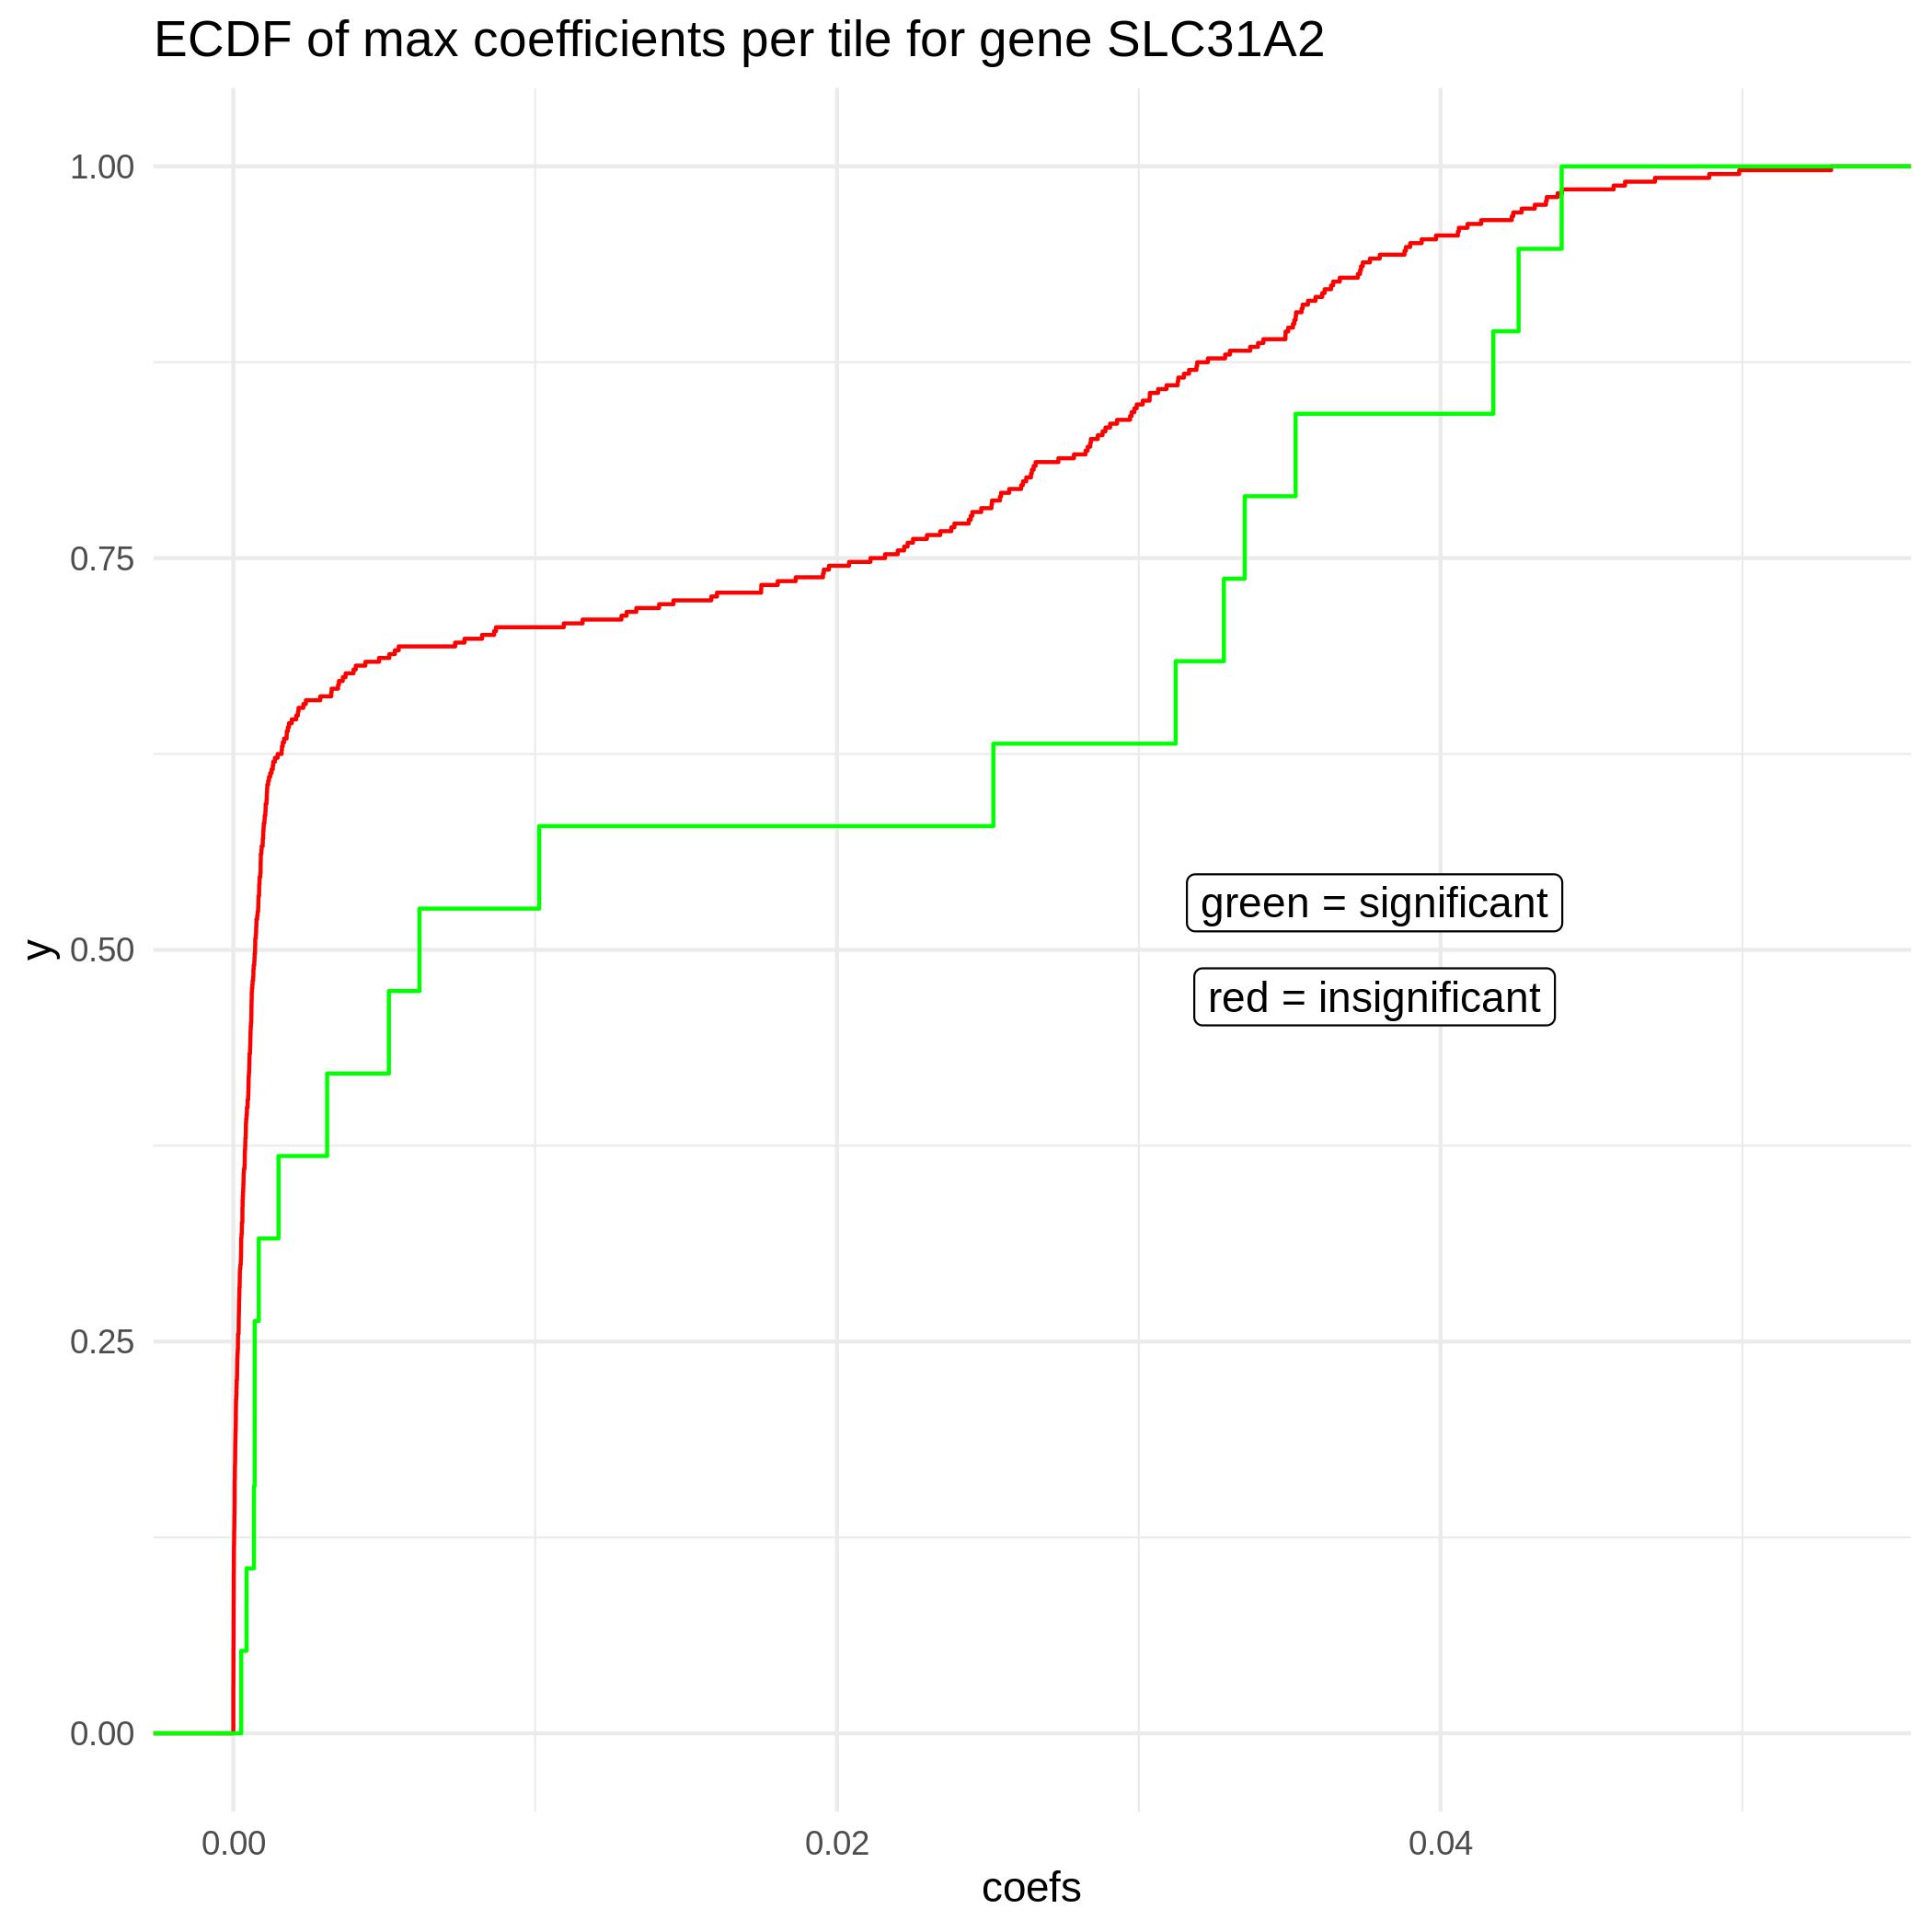 ECDF of max coefficients per tile for gene SLC31A2
1.00
0.75
0.50
0.25
0.00
y
green = significant
red = insignificant
0.00
0.02
0.04
coefs